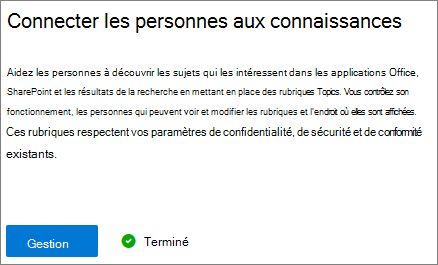 Connecter les personnes aux connaissances
Aidez les personnes à découvrir les sujets qui les intéressent dans les applications Office,
SharePoint et les résultats de la recherche en mettant en place des rubriques Topics. Vous contrôlez son
fonctionnement, les personnes qui peuvent voir et modifier les rubriques et l'endroit où elles sont affichées.
Ces rubriques respectent vos paramètres de confidentialité, de sécurité et de conformité
existants.
Gestion
Terminé